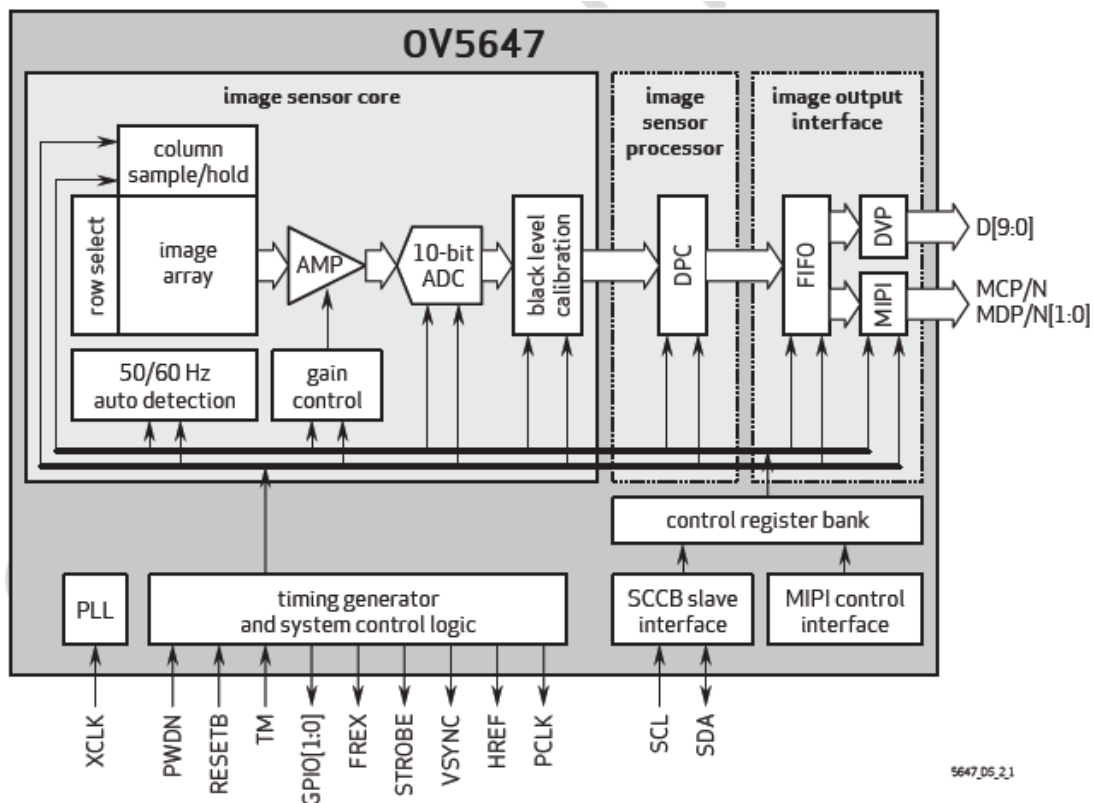 OV5647
image sensor core
image
sensor
processor
image output
interface
column
sample/hold
row select
image
array
AMP
10-bit
ADC
black level
calibration
DPC
FIFO
DVP
MIPI
D[9:0]
MCP/N
MDP/N[1:0]
50/60 Hz
auto detection
gain
control
control register bank
PLL
timing generator
and system control logic
SCCB slave
interface
MIPI control
interface
XCLK
PWDN
RESETB
TM
GPIO[1:0]
FREX
STROBE
VSYNC
HREF
PCLK
SCL
SDA
5647_DS_2_1